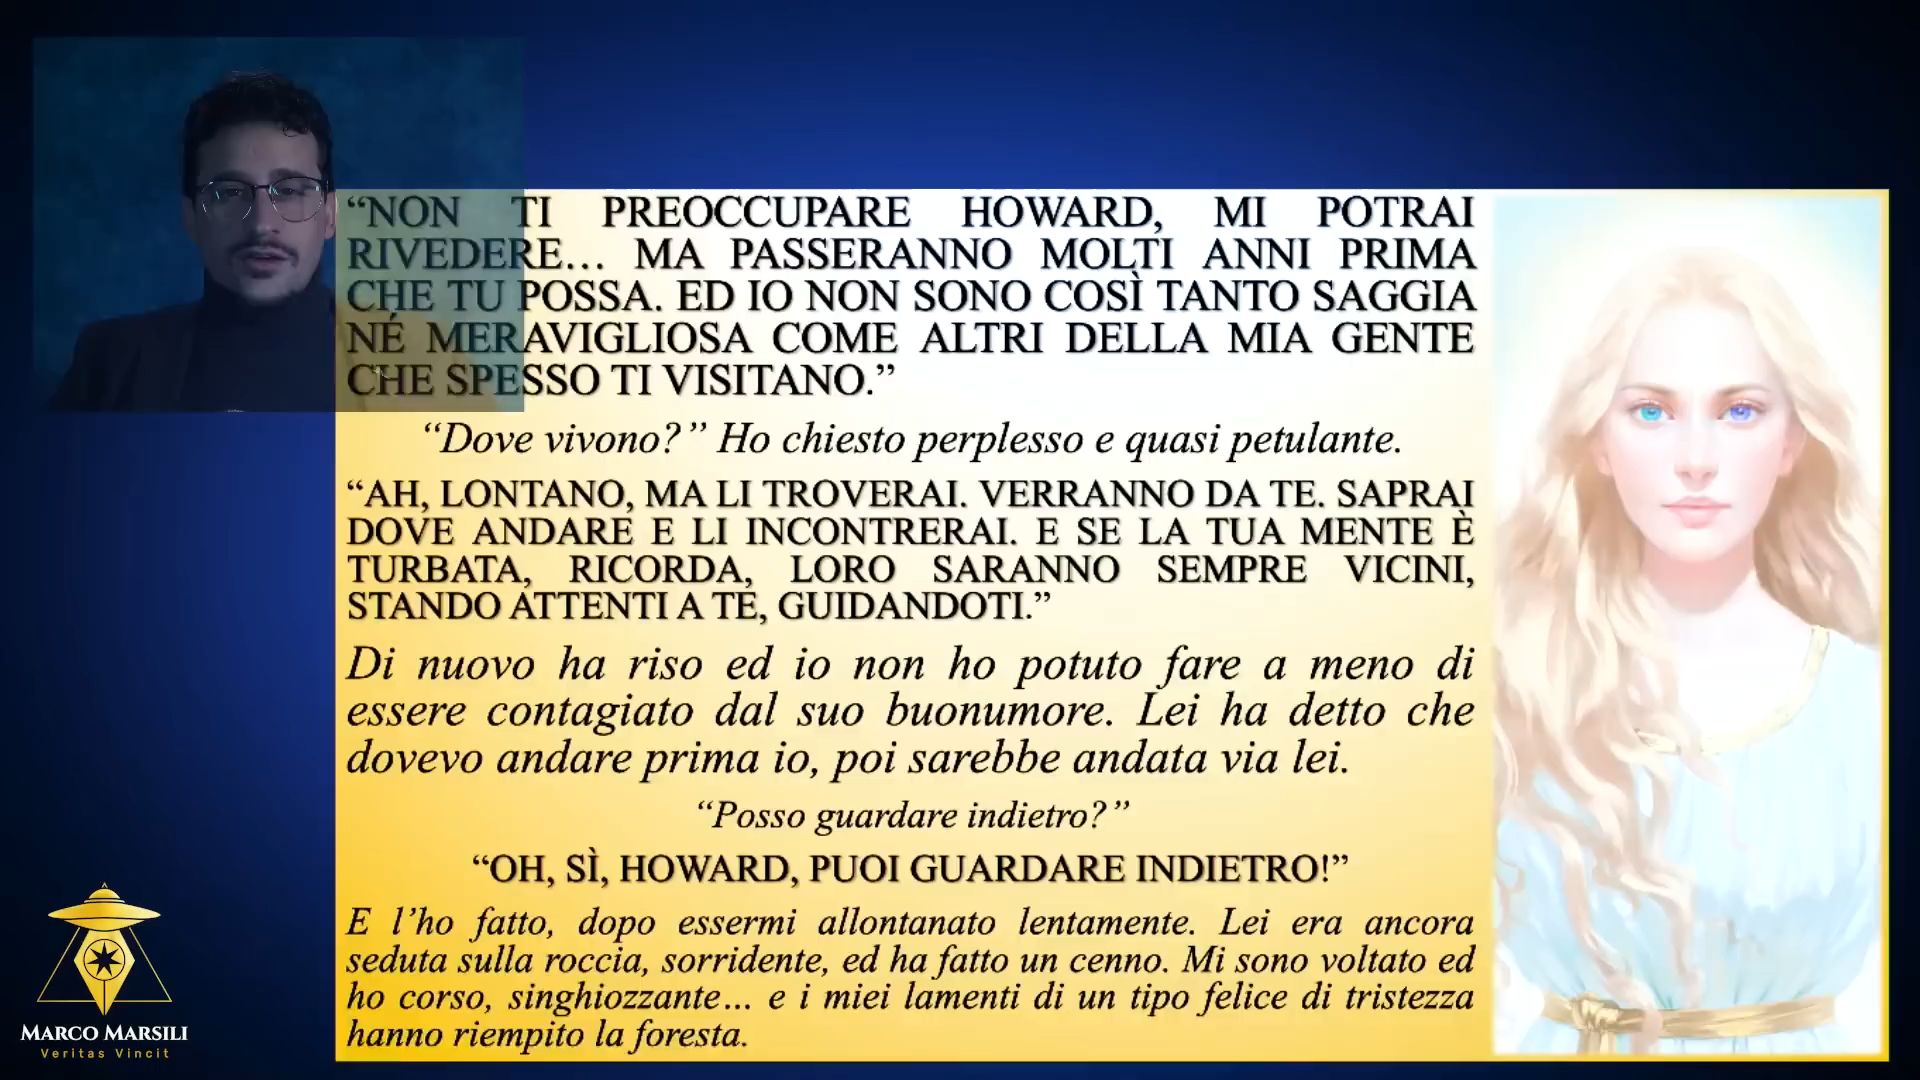 “NON TI PREOCCUPARE HOWARD, MI POTRAI
RIVEDERE… MA PASSERANNO MOLTI ANNI PRIMA
CHE TU POSSA. ED IO NON SONO COSÌ TANTO SAGGIA
NÉ MERAVIGLIOSA COME ALTRI DELLA MIA GENTE
CHE SPESSO TI VISITANO.”
“Dove vivono?” Ho chiesto perplesso e quasi petulante.
“AH, LONTANO, MA LI TROVERAI. VERRANNO DA TE. SAPRAI
DOVE ANDARE E LI INCONTRERAI. E SE LA TUA MENTE È
TURBATA, RICORDA, LORO SARANNO SEMPRE VICINI,
STANDO ATTENTI A TE, GUIDANDOTI.”
Di nuovo ha riso ed io non ho potuto fare a meno di
essere contagiato dal suo buonumore. Lei ha detto che
dovevo andare prima io, poi sarebbe andata via lei.
“Posso guardare indietro?”
“OH, SÌ, HOWARD, PUOI GUARDARE INDIETRO!”
E l’ho fatto, dopo essermi allontanato lentamente. Lei era ancora
seduta sulla roccia, sorridente, ed ha fatto un cenno. Mi sono voltato ed
ho corso, singhiozzante… e i miei lamenti di un tipo felice di tristezza
hanno riempito la foresta.
MARCO MARSILI
Veritas Vincit